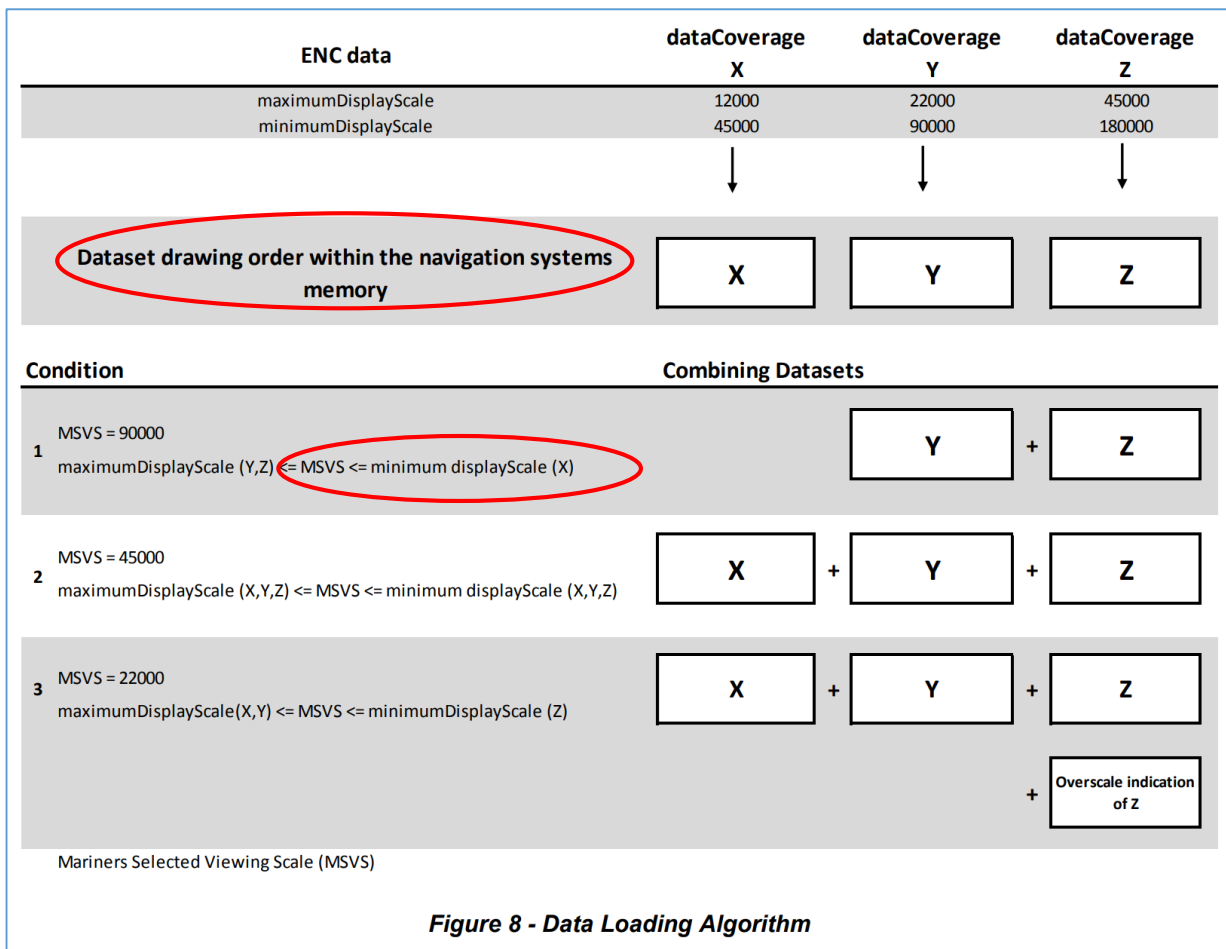 ENC data
dataCoverage X
dataCoverage Y
dataCoverage Z
maximumDisplayScale 12000 22000 45000
minimumDisplayScale 45000 90000 180000
Dataset drawing order within the navigation systems
memory
X Y Z
Condition Combining Datasets
1
MSVS = 90000
maximumDisplayScale (Y,Z) <= MSVS <= minimum displayScale (X)
Y + Z
2
MSVS = 45000
maximumDisplayScale (X,Y,Z) <= MSVS <= minimum displayScale (X,Y,Z)
X + Y + Z
3
MSVS = 22000
maximumDisplayScale(X,Y) <= MSVS <= minimumDisplayScale (Z)
X + Y + Z
+ Overscale indication
of Z
Mariners Selected Viewing Scale (MSVS)
Figure 8 - Data Loading Algorithm